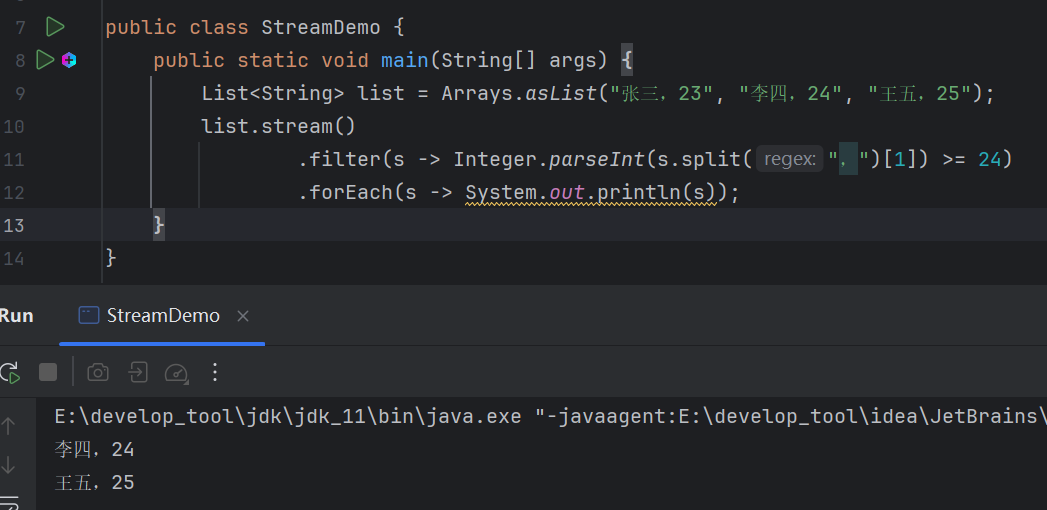 7 public class StreamDemo {
8 public static void main(String[] args) {
9 List<String> list = Arrays.asList("张三，23", "李四，24", "王五，25");
10 list.stream()
11 .filter(s -> Integer.parseInt(s.split( regex: "，")[1]) >= 24)
12 .forEach(s -> System.out.println(s));
13 }
14 }
Run StreamDemo
E:\develop_tool\jdk\jdk_11\bin\java.exe "-javaagent:E:\develop_tool\idea\JetBrains\
李四，24
王五，25